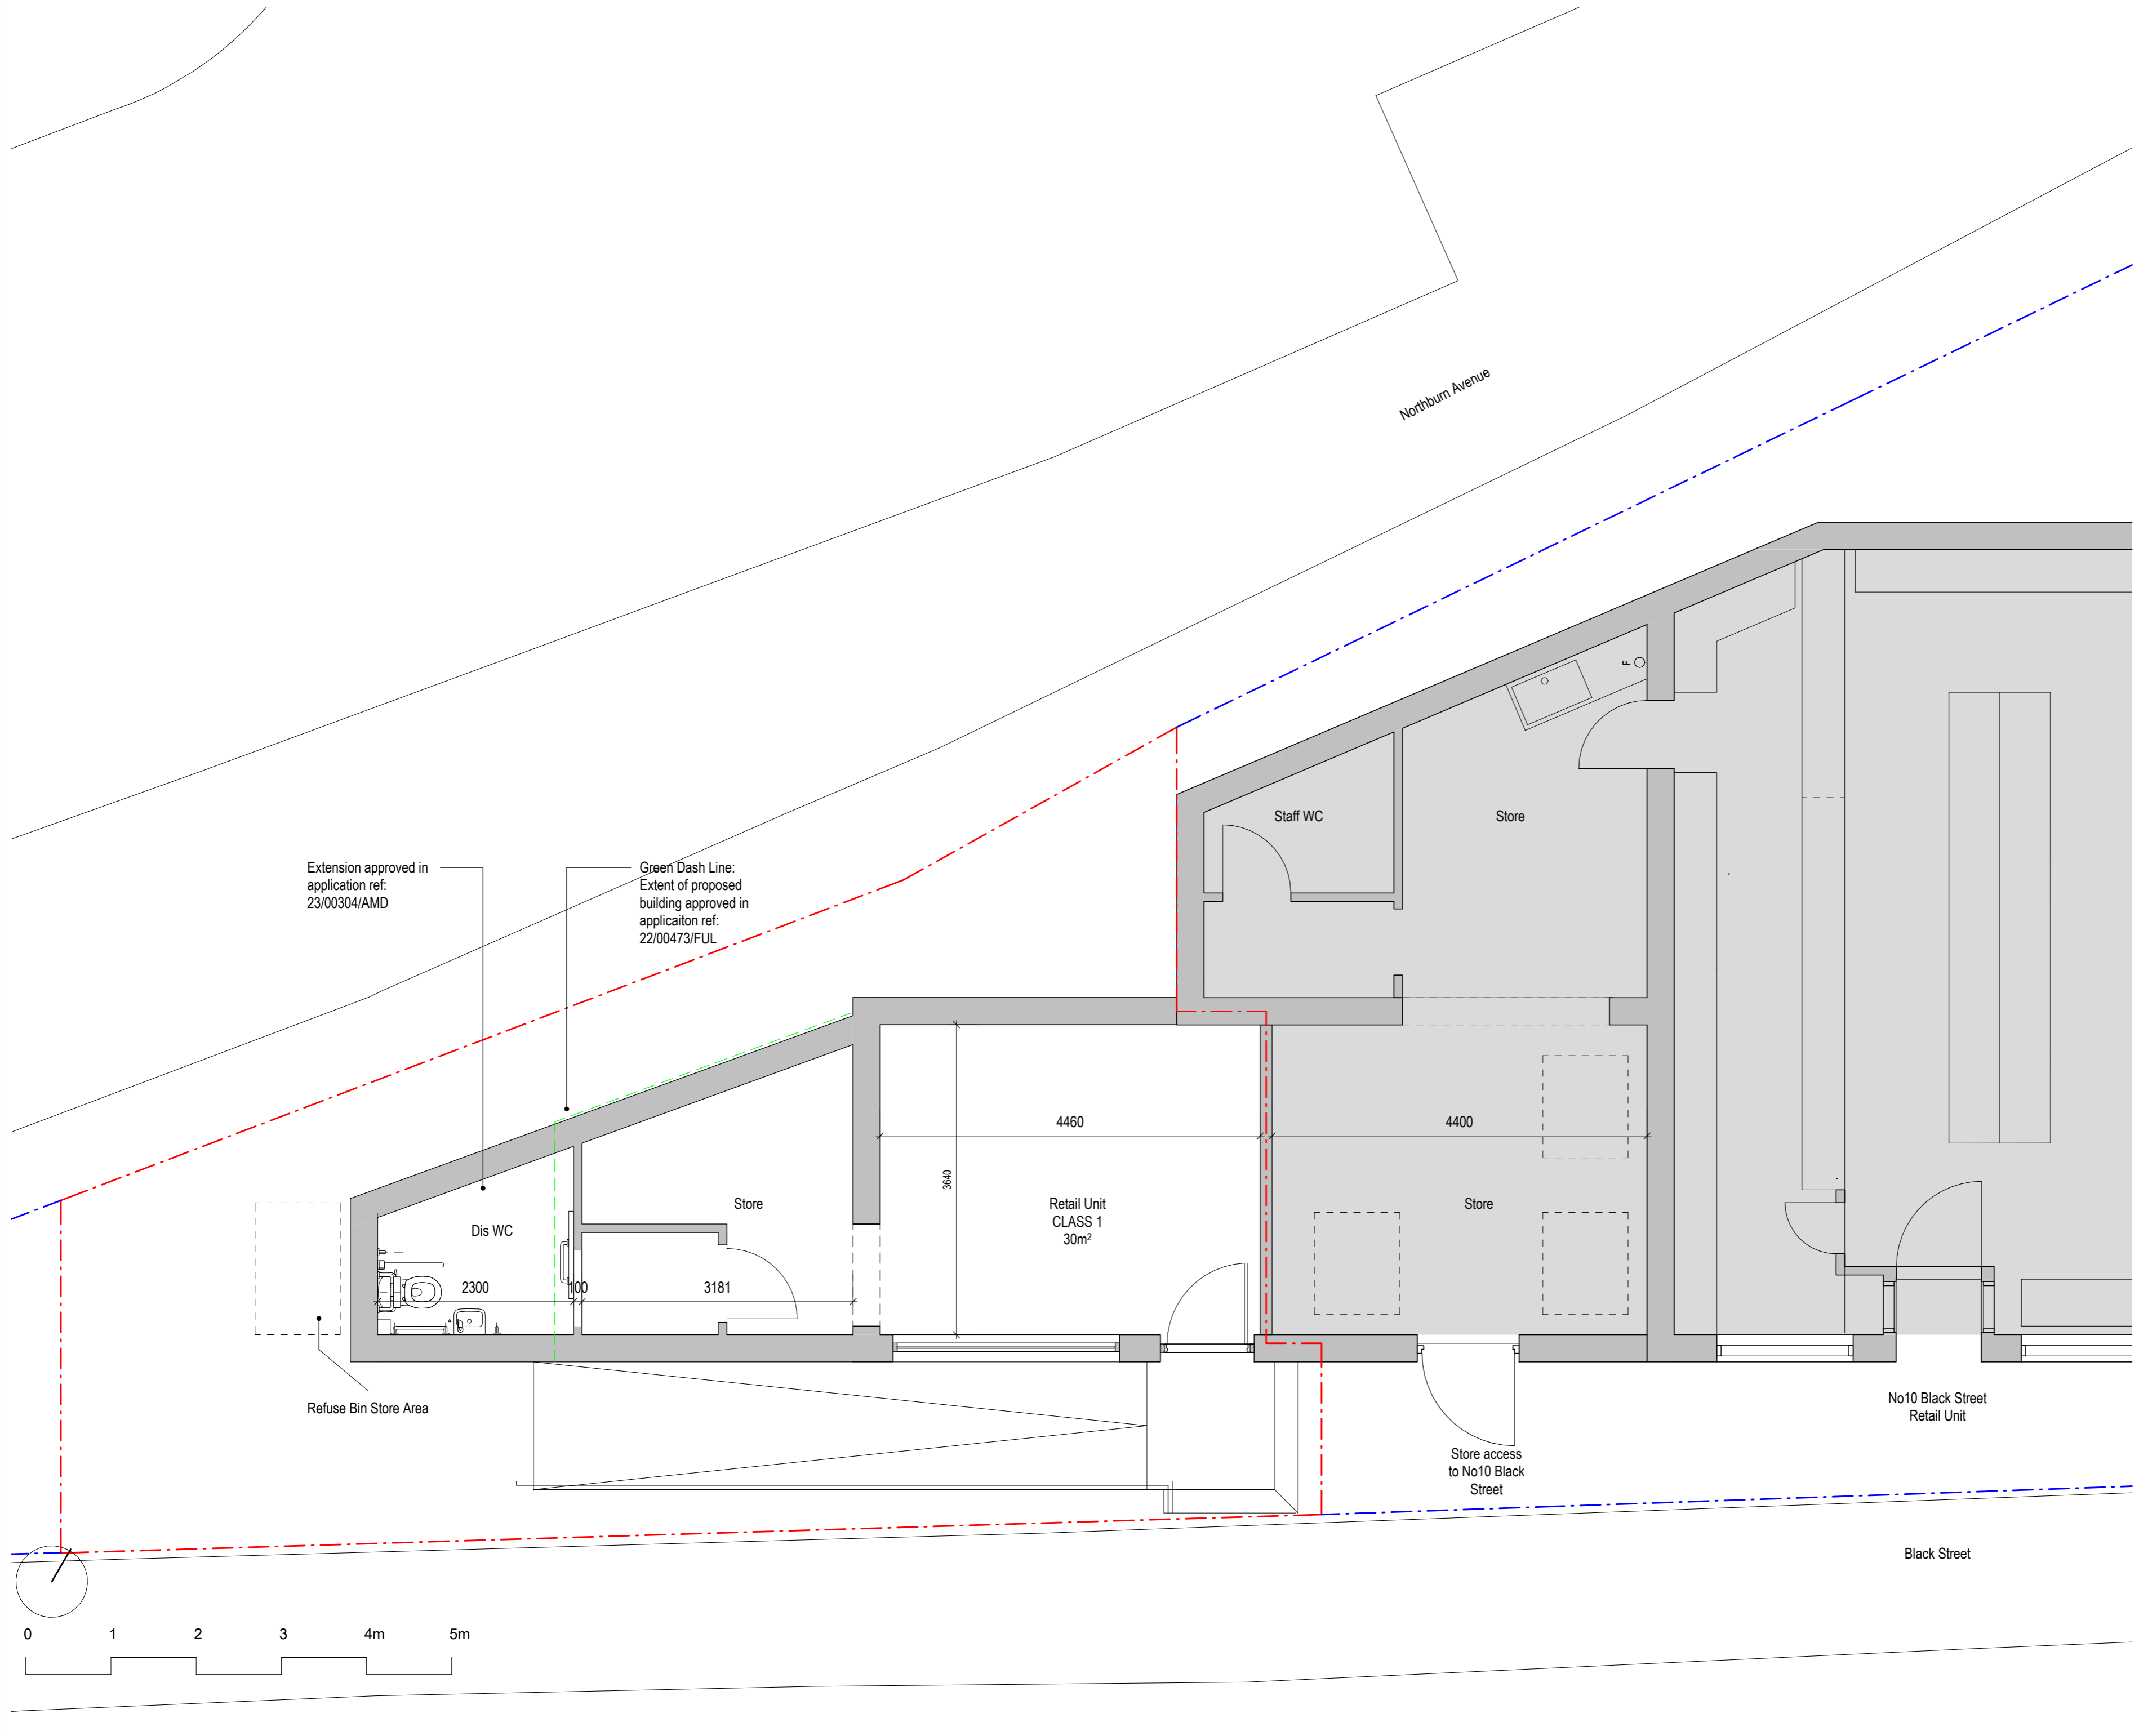 Northburn Avenue
F
Staff WC
Store
Extension approved in
application ref:
23/00304/AMD
Green Dash Line:
Extent of proposed
building approved in
applicaiton ref:
22/00473/FUL
4460
4400
3640
Store
Retail Unit
CLASS 1
30m²
Store
Dis WC
2300
100
3181
Refuse Bin Store Area
No10 Black Street
Retail Unit
Store access
to No10 Black
Street
Black Street
0 1 2 3 4m 5m